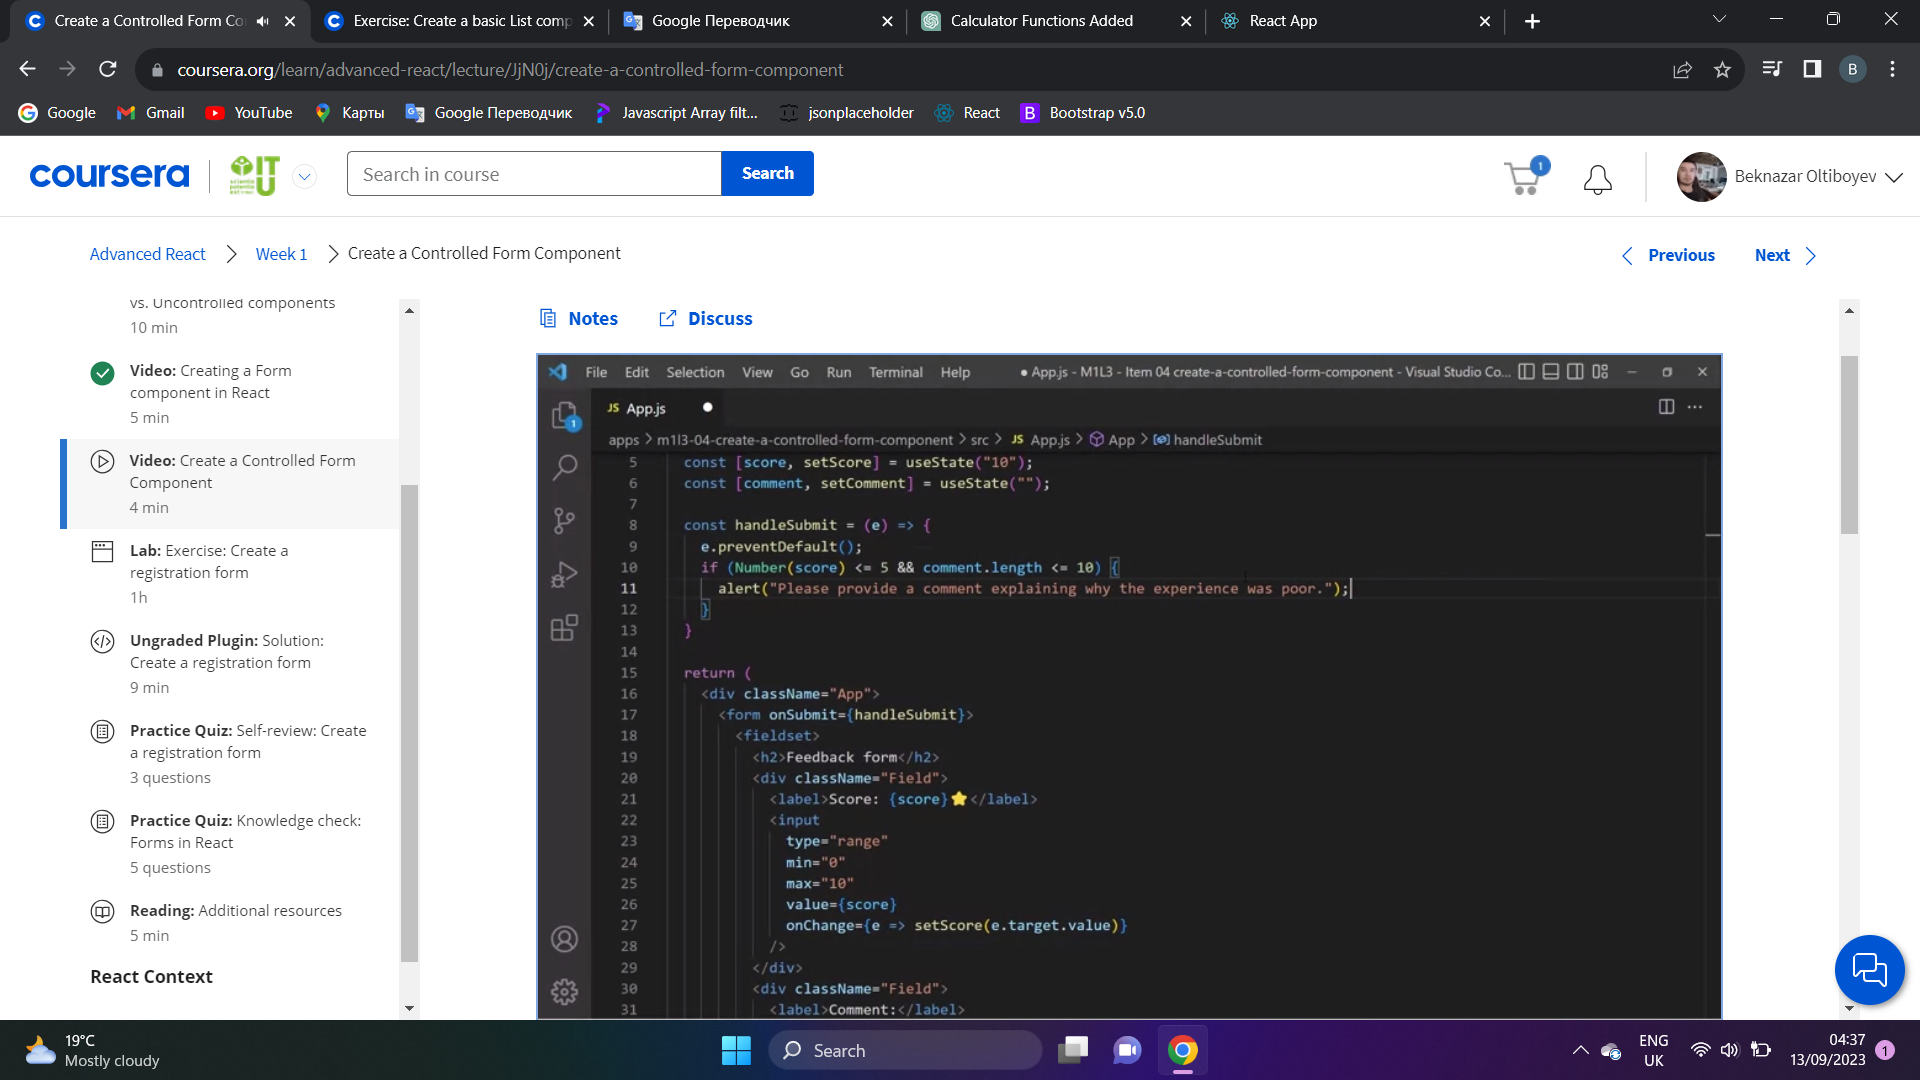 Create a Controlled Form Co
Exercise: Create a basic List comp
Google Переводчик
Calculator Functions Added
React App
coursera.org/learn/advanced-react/lecture/JjN0j/create-a-controlled-form-component
B
Google
Gmail
YouTube
Карты
Google Переводчик
Javascript Array filt...
jsonplaceholder
React
B
Bootstrap v5.0
coursera
IT
U
Search in course
Search
1
Beknazar Oltiboyev
Advanced React
Week 1
Create a Controlled Form Component
Previous
Next
vs. Uncontrolled components
10 min
Video: Creating a Form
component in React
5 min
Video: Create a Controlled Form
Component
4 min
Lab: Exercise: Create a
registration form
1h
Ungraded Plugin: Solution:
Create a registration form
9 min
Practice Quiz: Self-review: Create
a registration form
3 questions
Practice Quiz: Knowledge check:
Forms in React
5 questions
Reading: Additional resources
5 min
React Context
Notes
Discuss
File Edit Selection View Go Run Terminal Help
● App.js - M1L3 - Item 04 create-a-controlled-form-component - Visual Studio Co...
JS App.js
1
apps > m1l3-04-create-a-controlled-form-component > src > JS App.js > App > handleSubmit
5 const [score, setScore] = useState("10");
6 const [comment, setComment] = useState("");
7
8 const handleSubmit = (e) => {
9 e.preventDefault();
10 if (Number(score) <= 5 && comment.length <= 10) {
11 alert("Please provide a comment explaining why the experience was poor.");
12 }
13 }
14
15 return (
16 <div className="App">
17 <form onSubmit={handleSubmit}>
18 <fieldset>
19 <h2>Feedback form</h2>
20 <div className="Field">
21 <label>Score: {score}⭐</label>
22 <input
23 type="range"
24 min="0"
25 max="10"
26 value={score}
27 onChange={e => setScore(e.target.value)}
28 />
29 </div>
30 <div className="Field">
31 <label>Comment:</label>
19°C
Mostly cloudy
Search
ENG
UK
04:37
13/09/2023
1